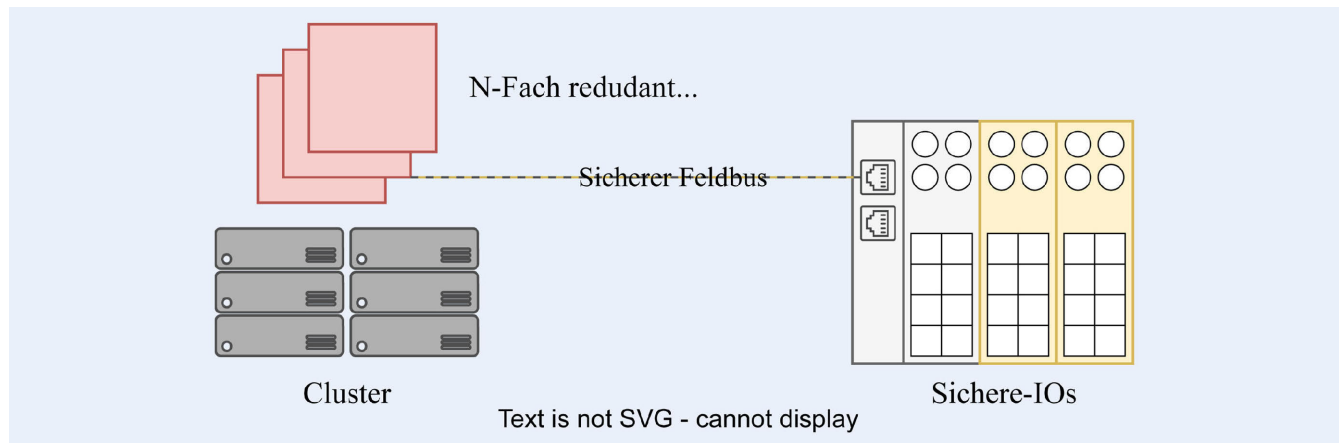 N-Fach redudant...
Sicherer Feldbus
Cluster
Sichere-IOs
Text is not SVG - cannot display